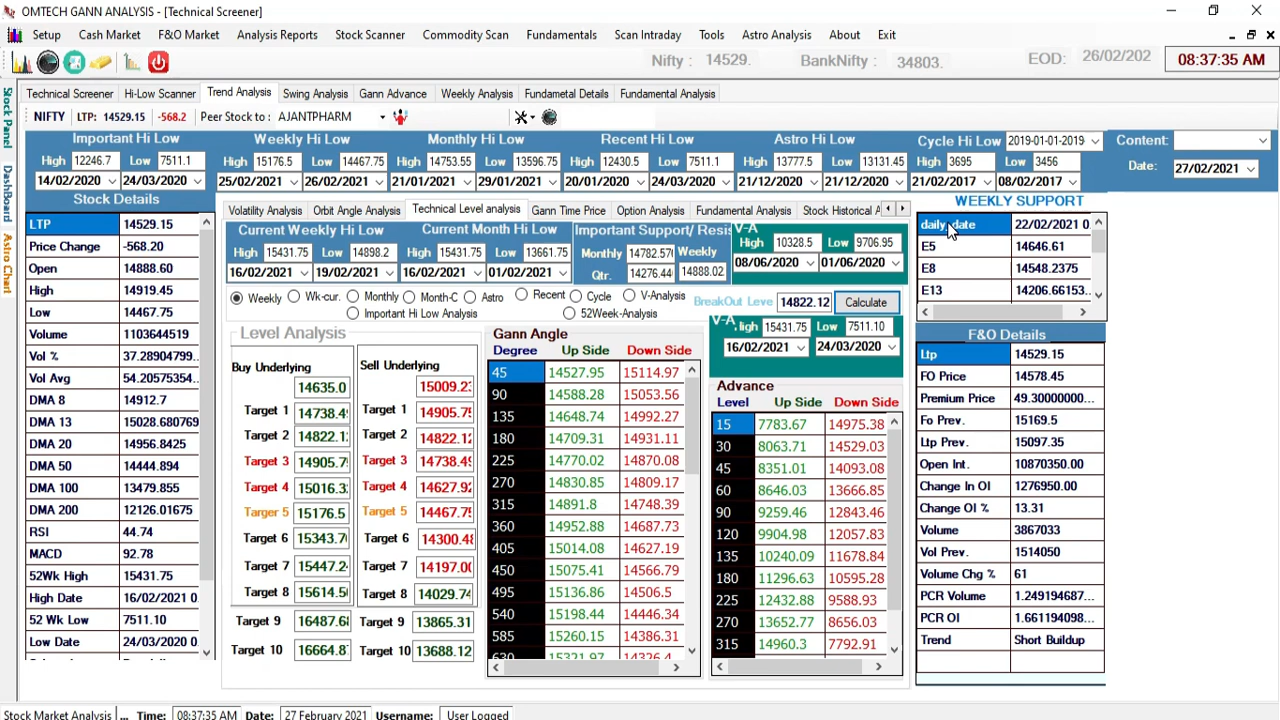 OMTECH GANN ANALYSIS - [Technical Screener]
Setup Cash Market F&O Market Analysis Reports Stock Scanner Commodity Scan Fundamentals Scan Intraday Tools Astro Analysis About Exit
Nifty : 14529. BankNifty : 34803. EOD: 26/02/202 08:37:35 AM
Technical Screener Hi-Low Scanner Trend Analysis Swing Analysis Gann Advance Weekly Analysis Fundametal Details Fundamental Analysis
NIFTY LTP: 14529.15 -568.2 Peer Stock to : AJANTPHARM
Stock Panel
DashBoard
Astro Chart
Important Hi Low
High 12246.7 Low 7511.1
14/02/2020 24/03/2020
Weekly Hi Low
High 15176.5 Low 14467.75
25/02/2021 26/02/2021
Monthly Hi Low
High 14753.55 Low 13596.75
21/01/2021 29/01/2021
Recent Hi Low
High 12430.5 Low 7511.1
20/01/2020 24/03/2020
Astro Hi Low
High 13777.5 Low 13131.45
21/12/2020 21/12/2020
Cycle Hi Low 2019-01-01-2019-
High 3695 Low 3456
21/02/2017 08/02/2017
Content:
Date: 27/02/2021
Stock Details
LTP 14529.15
Price Change -568.20
Open 14888.60
High 14919.45
Low 14467.75
Volume 1103644519
Vol % 37.28904799...
Vol Avg 54.20575354...
DMA 8 14912.7
DMA 13 15028.680769
DMA 20 14956.8425
DMA 50 14444.894
DMA 100 13479.855
DMA 200 12126.01675
RSI 44.74
MACD 92.78
52Wk High 15431.75
High Date 16/02/2021 0
52 Wk Low 7511.10
Low Date 24/03/2020 0
Volatility Analysis Orbit Angle Analysis Technical Level analysis Gann Time Price Option Analysis Fundamental Analysis Stock Historical A
Current Weekly Hi Low
High 15431.75 Low 14898.2
16/02/2021 19/02/2021
Current Month Hi Low
High 15431.75 Low 13661.75
16/02/2021 01/02/2021
Important Support/ Resis
Monthly 14782.570 Weekly
Qtr. 14276.440 14888.02
V-A
High 10328.5 Low 9706.95
08/06/2020 01/06/2020
Weekly Wk-cur. Monthly Month-C Astro Recent Cycle V-Analysis
Important Hi Low Analysis 52Week-Analysis
BreakOut Leve 14822.12 Calculate
Level Analysis
Buy Underlying Sell Underlying
14635.0 15009.23
Target 1 14738.49 Target 1 14905.75
Target 2 14822.12 Target 2 14822.12
Target 3 14905.75 Target 3 14738.49
Target 4 15016.3 Target 4 14627.92
Target 5 15176.5 Target 5 14467.75
Target 6 15343.70 Target 6 14300.48
Target 7 15447.24 Target 7 14197.00
Target 8 15614.50 Target 8 14029.74
Target 9 16487.68 Target 9 13865.31
Target 10 16664.8 Target 10 13688.12
Gann Angle
Degree Up Side Down Side
45 14527.95 15114.97
90 14588.28 15053.56
135 14648.74 14992.27
180 14709.31 14931.11
225 14770.02 14870.08
270 14830.85 14809.17
315 14891.8 14748.39
360 14952.88 14687.73
405 15014.08 14627.19
450 15075.41 14566.79
495 15136.86 14506.5
540 15198.44 14446.34
585 15260.15 14386.31
630 15321.97 14326.4
V-A High 15431.75 Low 7511.10
16/02/2021 24/03/2020
Advance
Level Up Side Down Side
15 7783.67 14975.38
30 8063.71 14529.03
45 8351.01 14093.08
60 8646.03 13666.85
90 9259.46 12843.46
120 9904.98 12057.83
135 10240.09 11678.84
180 11296.63 10595.28
225 12432.88 9588.93
270 13652.77 8656.03
315 14960.3 7792.91
WEEKLY SUPPORT
daily_date 22/02/2021 0
E5 14646.61
E8 14548.2375
E13 14206.66153..
F&O Details
Ltp 14529.15
FO Price 14578.45
Premium Price 49.30000000...
Fo Prev. 15169.5
Ltp Prev. 15097.35
Open Int. 10870350.00
Change In OI 1276950.00
Change OI % 13.31
Volume 3867033
Vol Prev. 1514050
Volume Chg % 61
PCR Volume 1.249194687...
PCR OI 1.661194098...
Trend Short Buildup
Stock Market Analysis ... Time: 08:37:35 AM Date: 27 February 2021 Username: User Logged